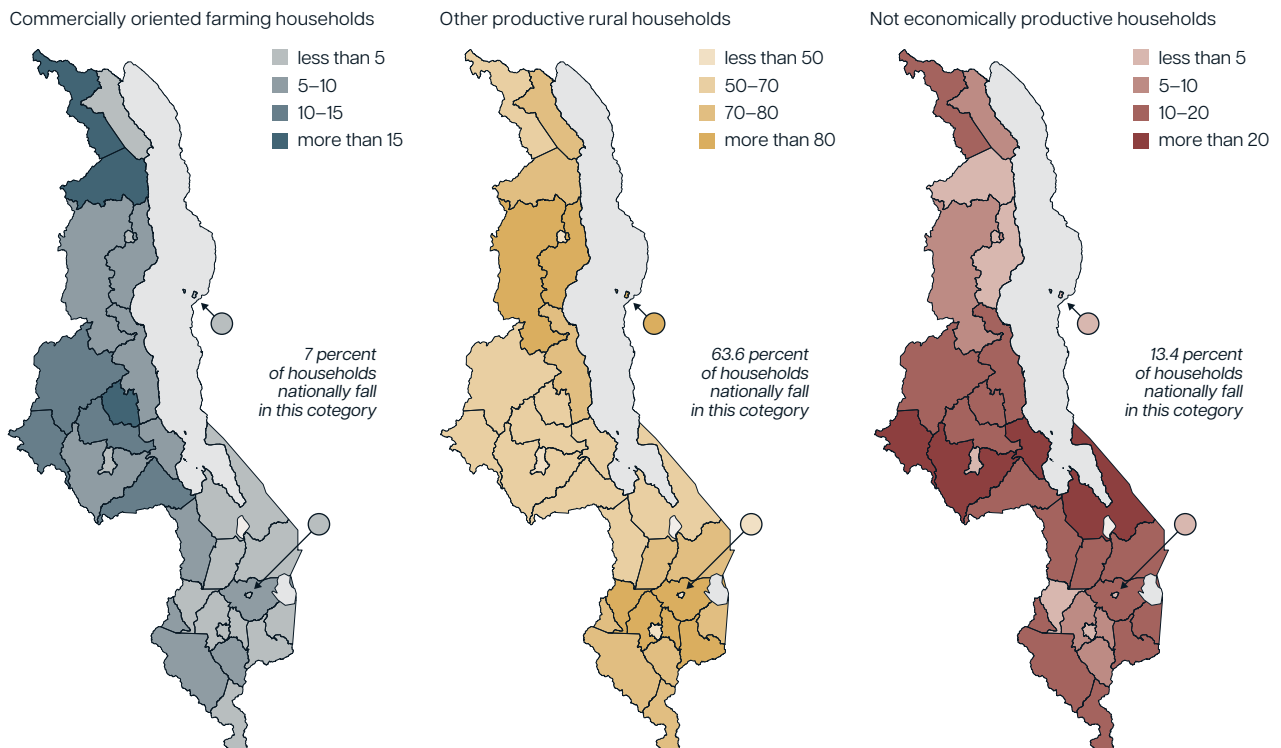 Commercially oriented farming households
less than 5
5–10
10–15
more than 15
7 percent
of households
nationally fall
in this cotegory
Other productive rural households
less than 50
50–70
70–80
more than 80
63.6 percent
of households
nationally fall
in this cotegory
Not economically productive households
less than 5
5–10
10–20
more than 20
13.4 percent
of households
nationally fall
in this cotegory